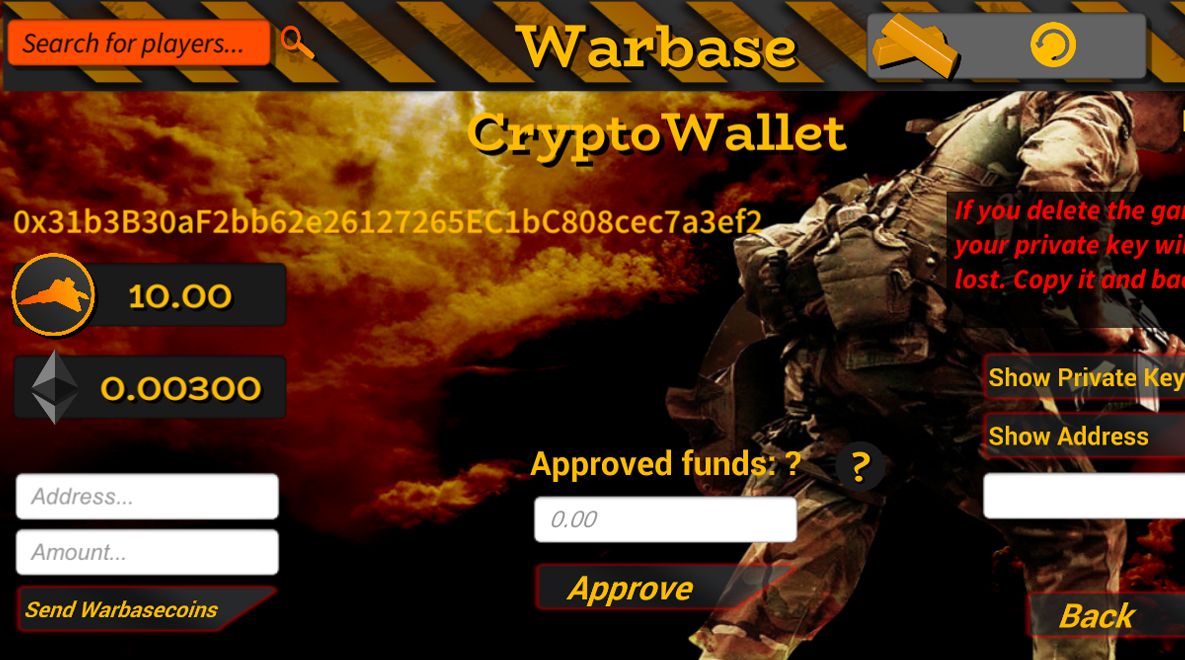 Search for players...
Warbase
CryptoWallet
0x31b3B30aF2bb62e26127265EC1bC808cec7a3ef2
If you delete the
your private key
lost. Copy it and
10.00
0.00300
Show Private Key
Show Address
Approved funds: ?
?
Address...
0.00
Amount...
Approve
Send Warbasecoins
Back